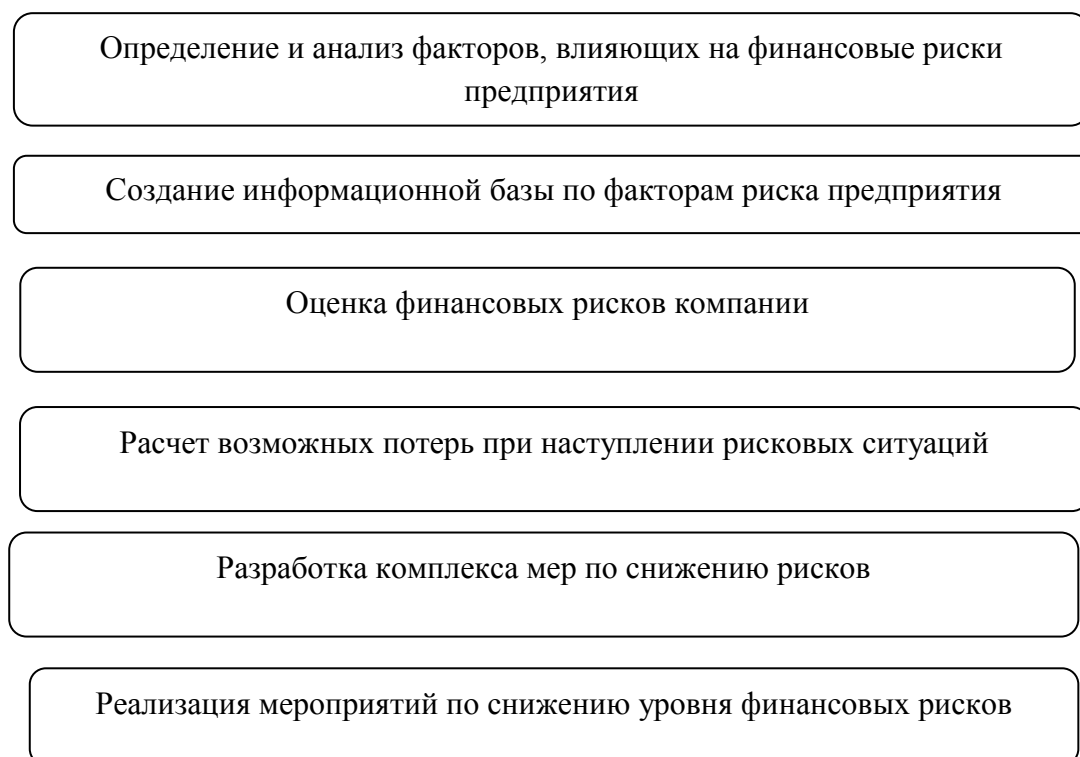 Определение и анализ факторов, влияющих на финансовые риски
предприятия
Создание информационной базы по факторам риска предприятия
Оценка финансовых рисков компании
Расчет возможных потерь при наступлении рисковых ситуаций
Разработка комплекса мер по снижению рисков
Реализация мероприятий по снижению уровня финансовых рисков